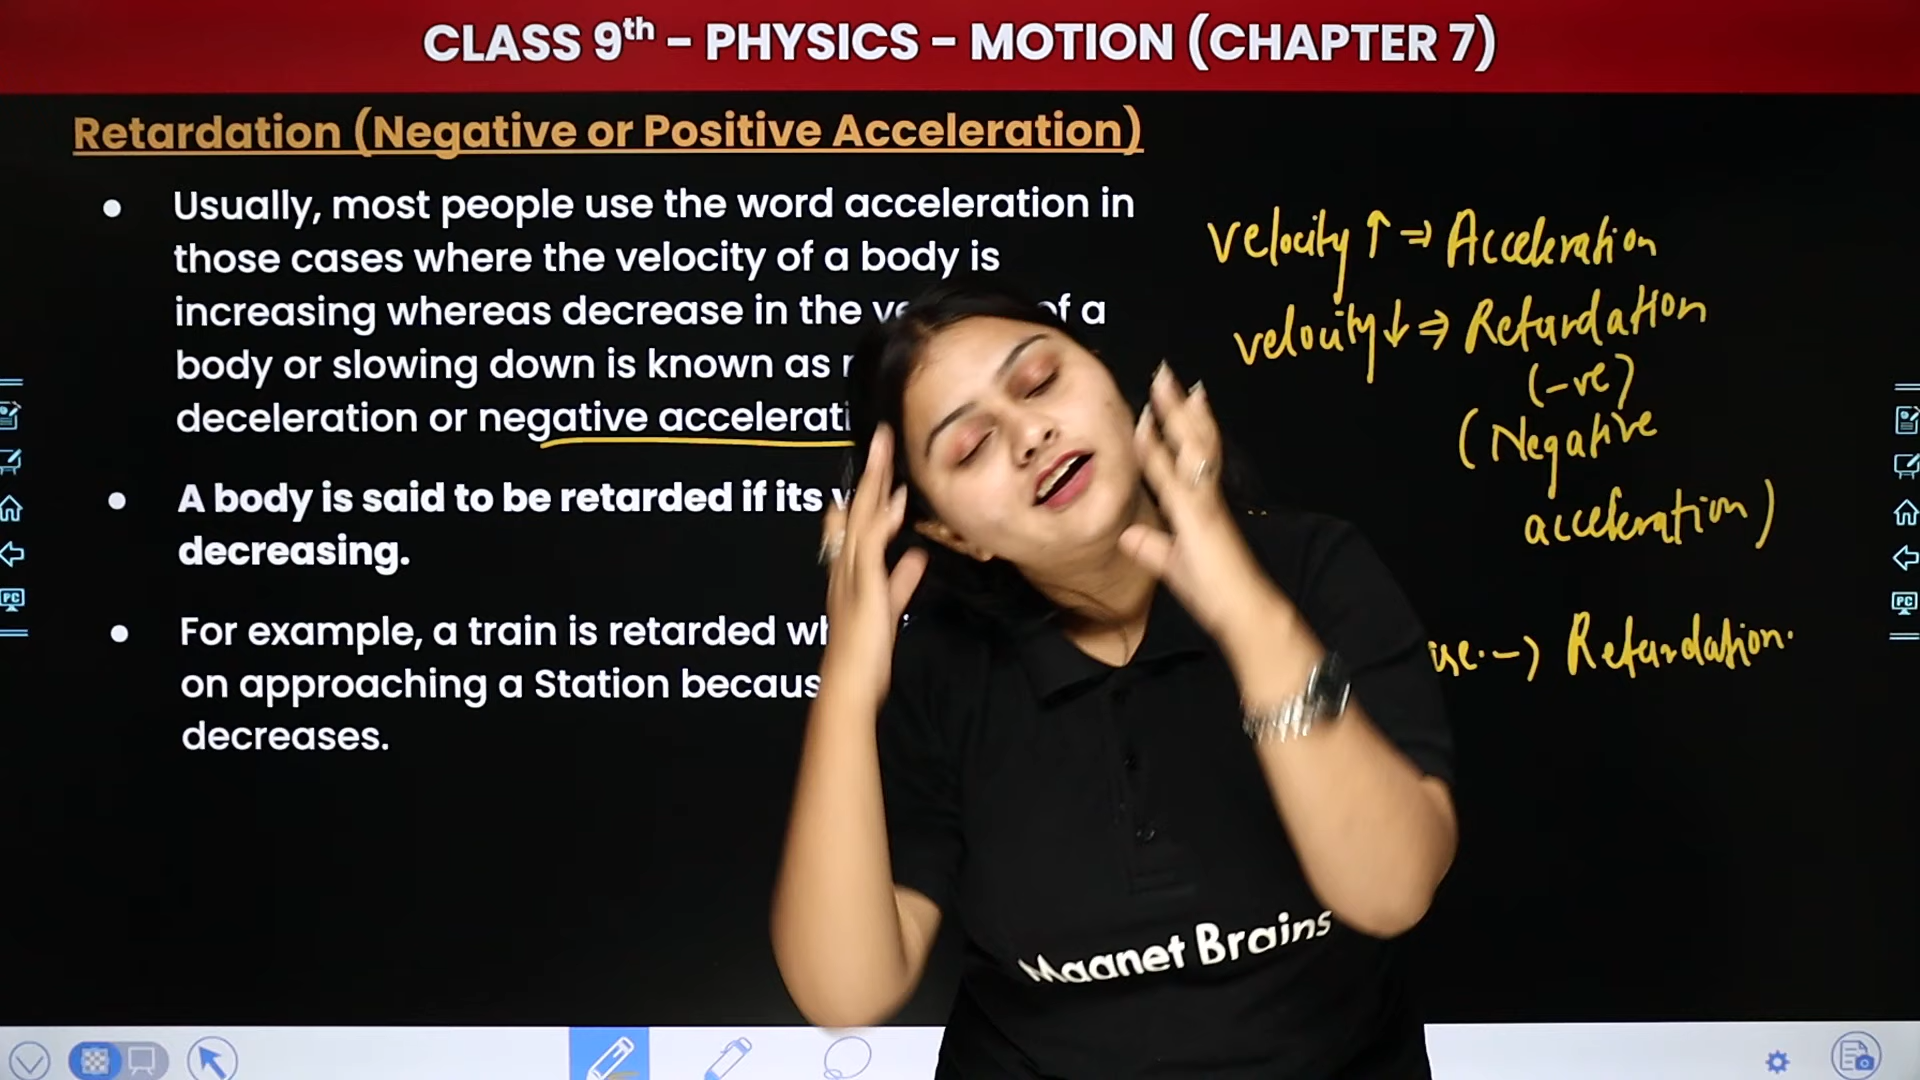 CLASS 9th - PHYSICS - MOTION (CHAPTER 7)
Retardation (Negative or Positive Acceleration)
• Usually, most people use the word acceleration in
those cases where the velocity of a body is
increasing whereas decrease in the of a
body or slowing down is known as
deceleration or negative
• A body is said to be retarded if its
decreasing.
• For example, a train is retarded
on approaching a Station
decreases.
velocity ↑ ⇒ Acceleration
velocity ↓ ⇒ Retardation
(-ve)
(Negative
acceleration)
→ Retardation.
Magnet Brains
PC
PC